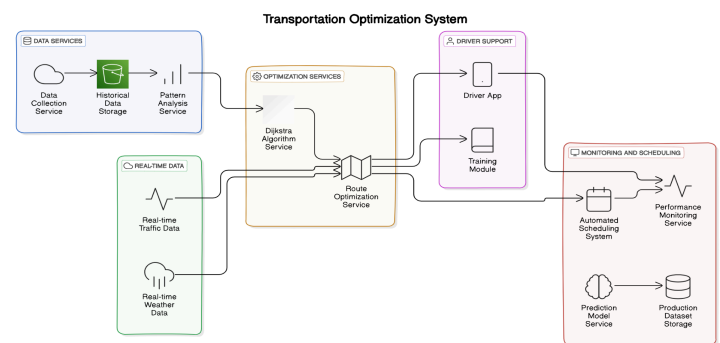 Transportation Optimization System
DATA SERVICES
Data
Collection
Service
Historical
Data
Storage
Pattern
Analysis
Service
OPTIMIZATION SERVICES
Dijkstra
Algorithm
Service
Route
Optimization
Service
DRIVER SUPPORT
Driver App
Training
Module
REAL-TIME DATA
Real-time
Traffic Data
Real-time
Weather
Data
MONITORING AND SCHEDULING
Automated
Scheduling
System
Performance
Monitoring
Service
Prediction
Model
Service
Production
Dataset
Storage